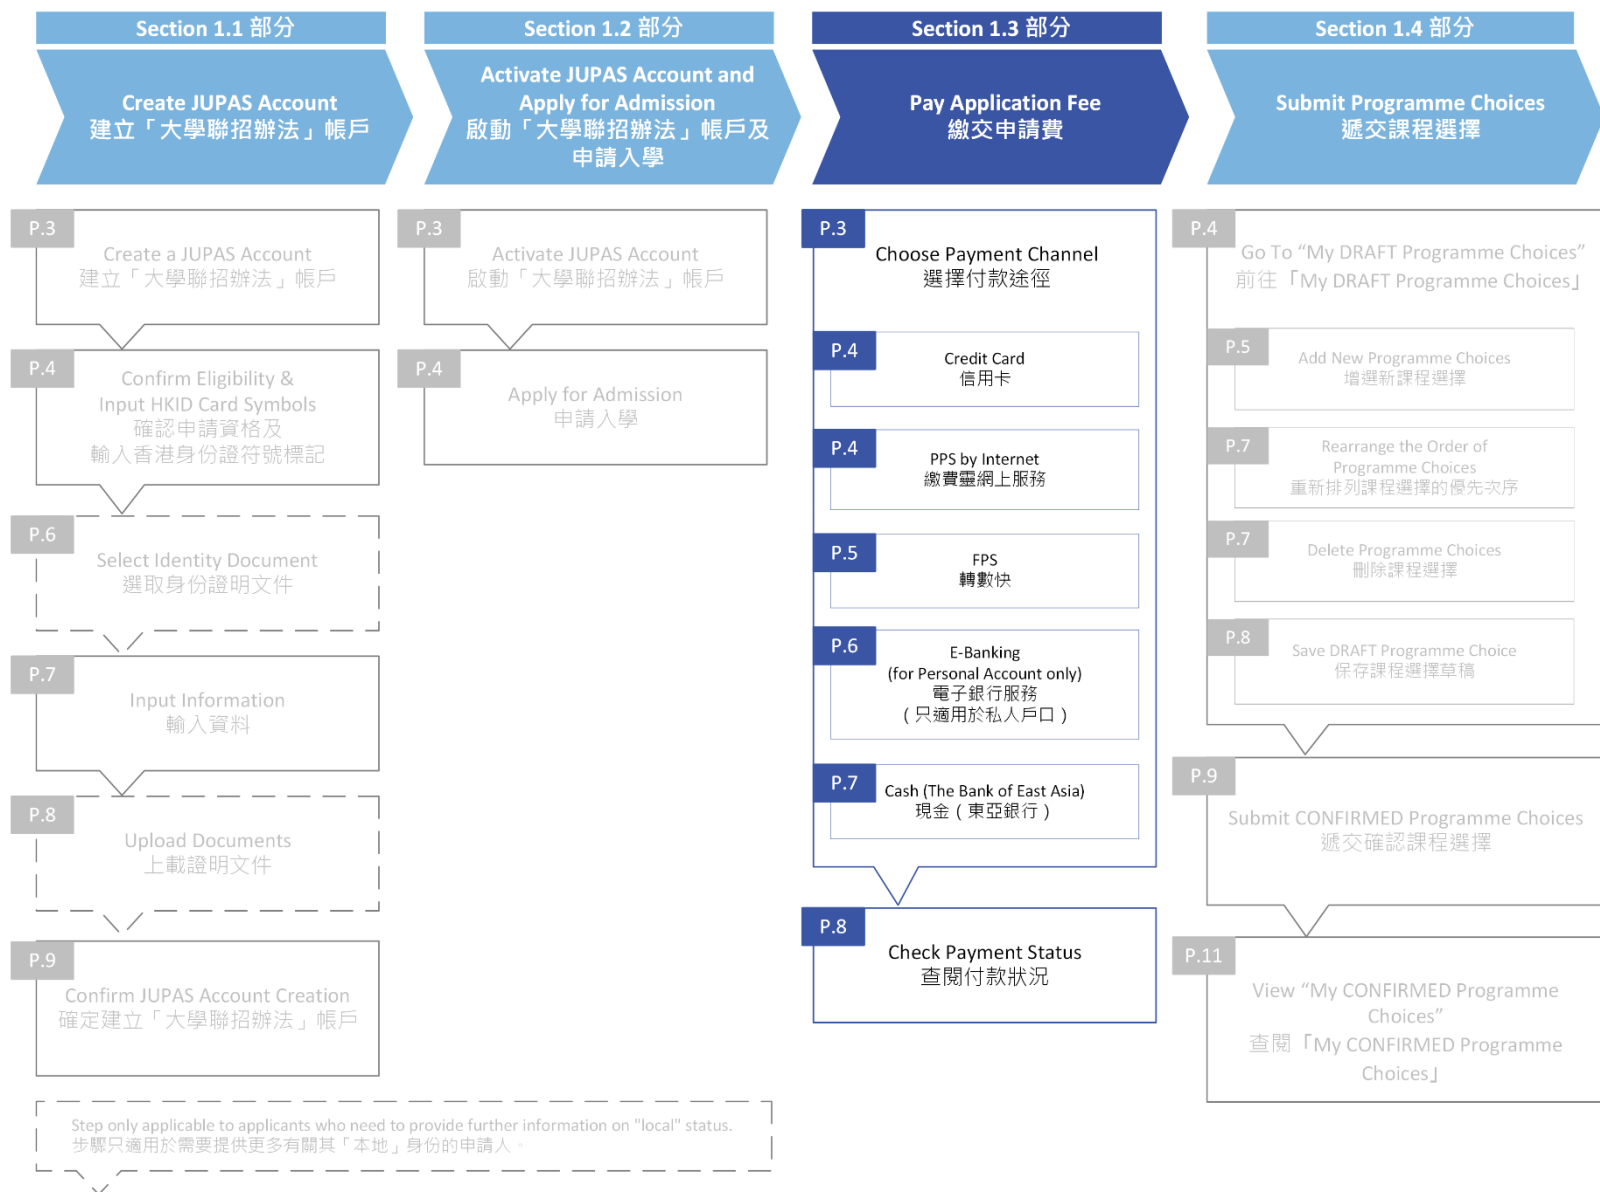 Section 1.1 部分
Create JUPAS Account
建立「大學聯招辦法」帳戶
P.3
Create a JUPAS Account
建立「大學聯招辦法」帳戶
P.4
Confirm Eligibility &
Input HKID Card Symbols
確認申請資格及
輸入香港身份證符號標記
P.6
Select Identity Document
選取身份證明文件
P.7
Input Information
輸入資料
P.8
Upload Documents
上載證明文件
P.9
Confirm JUPAS Account Creation
確定建立「大學聯招辦法」帳戶
Step only applicable to applicants who need to provide further information on "local" status.
步驟只適用於需要提供更多有關其「本地」身份的申請人。
Section 1.2 部分
Activate JUPAS Account and
Apply for Admission
啟動「大學聯招辦法」帳戶及
申請入學
P.3
Activate JUPAS Account
啟動「大學聯招辦法」帳戶
P.4
Apply for Admission
申請入學
Section 1.3 部分
Pay Application Fee
繳交申請費
P.3
Choose Payment Channel
選擇付款途徑
P.4
Credit Card
信用卡
P.4
PPS by Internet
繳費靈網上服務
P.5
FPS
轉數快
P.6
E-Banking
(for Personal Account only)
電子銀行服務
（只適用於私人戶口）
P.7
Cash (The Bank of East Asia)
現金（東亞銀行）
P.8
Check Payment Status
查閱付款狀況
Section 1.4 部分
Submit Programme Choices
遞交課程選擇
P.4
Go To “My DRAFT Programme Choices”
前往「My DRAFT Programme Choices」
P.5
Add New Programme Choices
增選新課程選擇
P.7
Rearrange the Order of
Programme Choices
重新排列課程選擇的優先次序
P.7
Delete Programme Choices
刪除課程選擇
P.8
Save DRAFT Programme Choice
保存課程選擇草稿
P.9
Submit CONFIRMED Programme Choices
遞交確認課程選擇
P.11
View “My CONFIRMED Programme
Choices”
查閱「My CONFIRMED Programme
Choices」